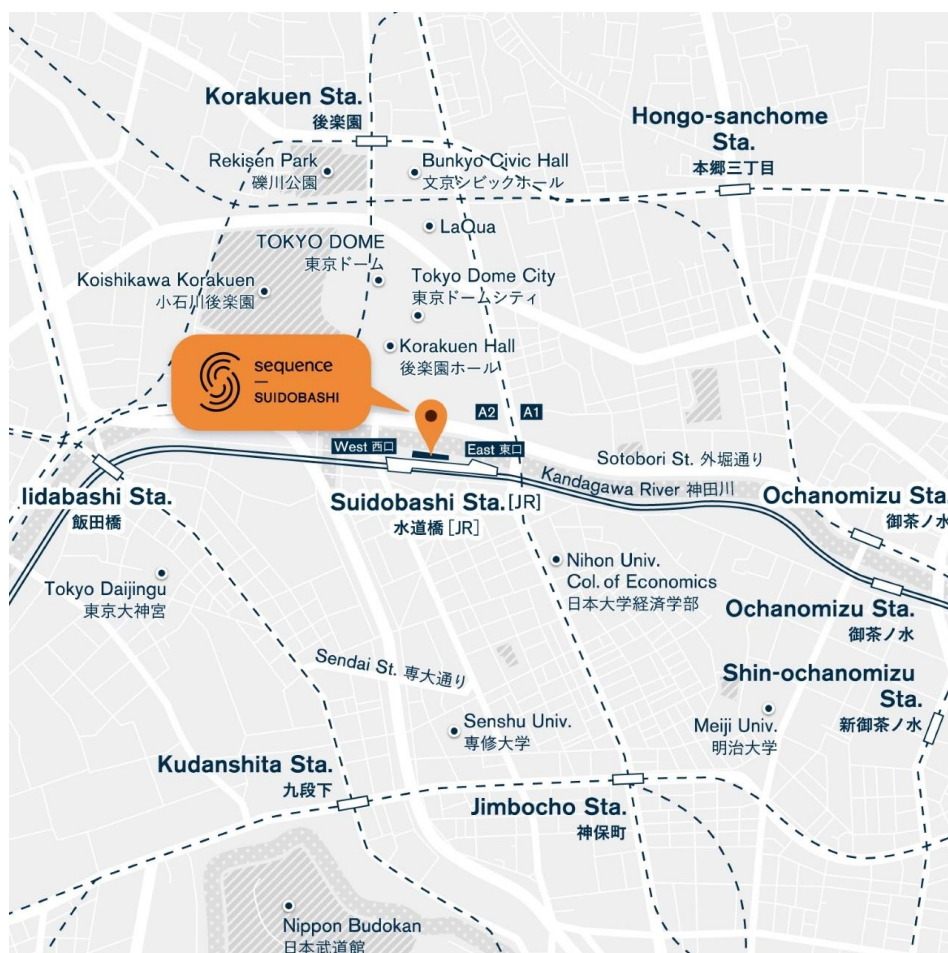 Korakuen Sta.
後楽園
Hongo-sanchome
Sta.
本郷三丁目
Rekisen Park
礫川公園
Bunkyo Civic Hall
文京シビックホール
LaQua
TOKYO DOME
東京ドーム
Koishikawa Korakuen
小石川後楽園
Tokyo Dome City
東京ドームシティ
Korakuen Hall
後楽園ホール
sequence
—
SUIDOBASHI
A2
A1
West 西口
East 東口
Sotobori St. 外堀通り
Kandagawa River 神田川
Iidabashi Sta.
飯田橋
Suidobashi Sta.[JR]
水道橋 [JR]
Ochanomizu Sta.
御茶ノ水
Nihon Univ.
Col. of Economics
日本大学経済学部
Tokyo Daijingu
東京大神宮
Ochanomizu Sta.
御茶ノ水
Sendai St. 専大通り
Shin-ochanomizu
Sta.
新御茶ノ水
Senshu Univ.
専修大学
Meiji Univ.
明治大学
Kudanshita Sta.
九段下
Jimbocho Sta.
神保町
Nippon Budokan
日本武道館